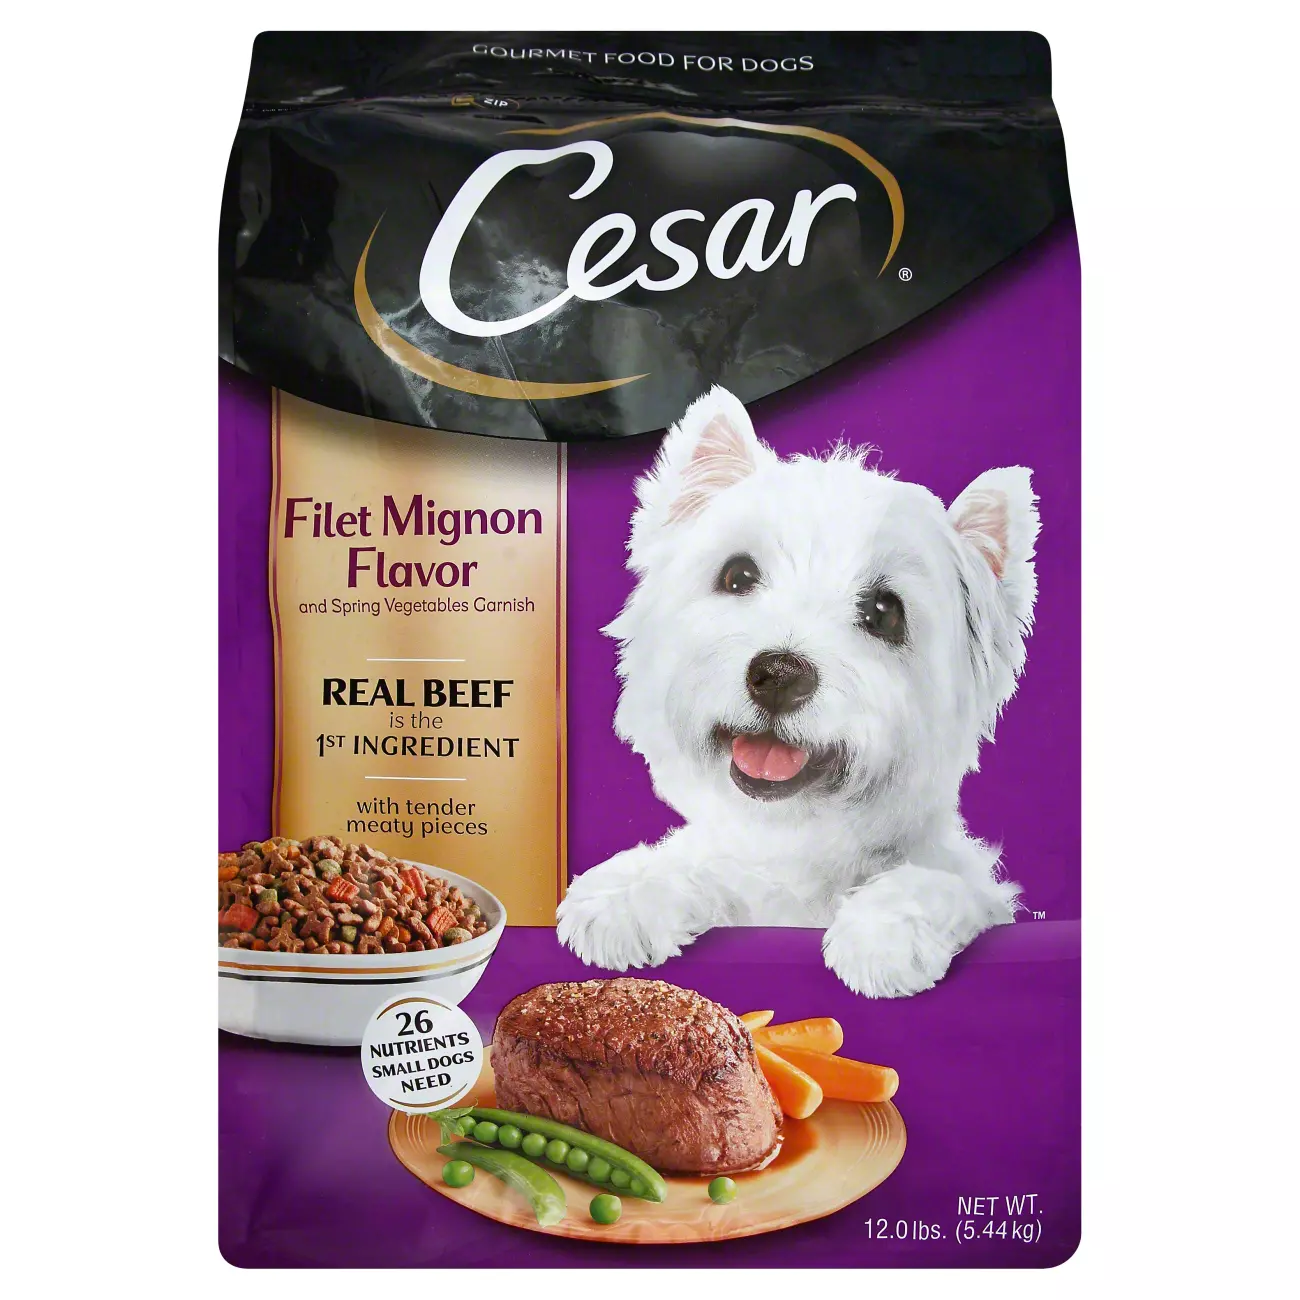 GOURMET FOOD FOR DOGS
ZIP
Cesar®
Filet Mignon
Flavor
and Spring Vegetables Garnish
REAL BEEF
is the
1ST INGREDIENT
with tender
meaty pieces
™
26
NUTRIENTS
SMALL DOGS
NEED
NET WT.
12.0 lbs. (5.44 kg)